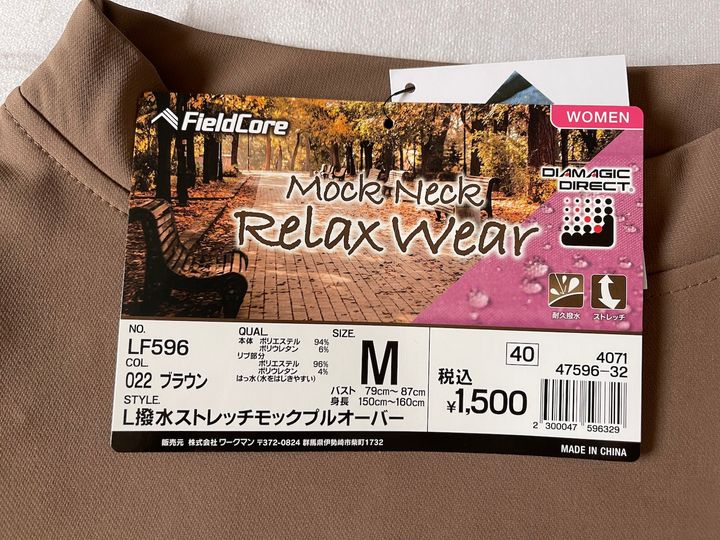 FieldCore
WOMEN
DIAMAGIC
DIRECT®
Mock Neck
Relax Wear
耐久撥水
ストレッチ
NO.
LF596
COL.
022 ブラウン
STYLE.
L撥水ストレッチモックプルオーバー
QUAL.
本体 ポリエステル 94%
ポリウレタン 6%
リブ部分
ポリエステル 96%
ポリウレタン 4%
はっ水(水をはじきやすい)
SIZE.
M
バスト 79cm〜 87cm
身長 150cm〜160cm
40
税込
¥1,500
4071
47596-32
2 300047 596329
販売元 株式会社 ワークマン 〒372-0824 群馬県伊勢崎市柴町1732
MADE IN CHINA